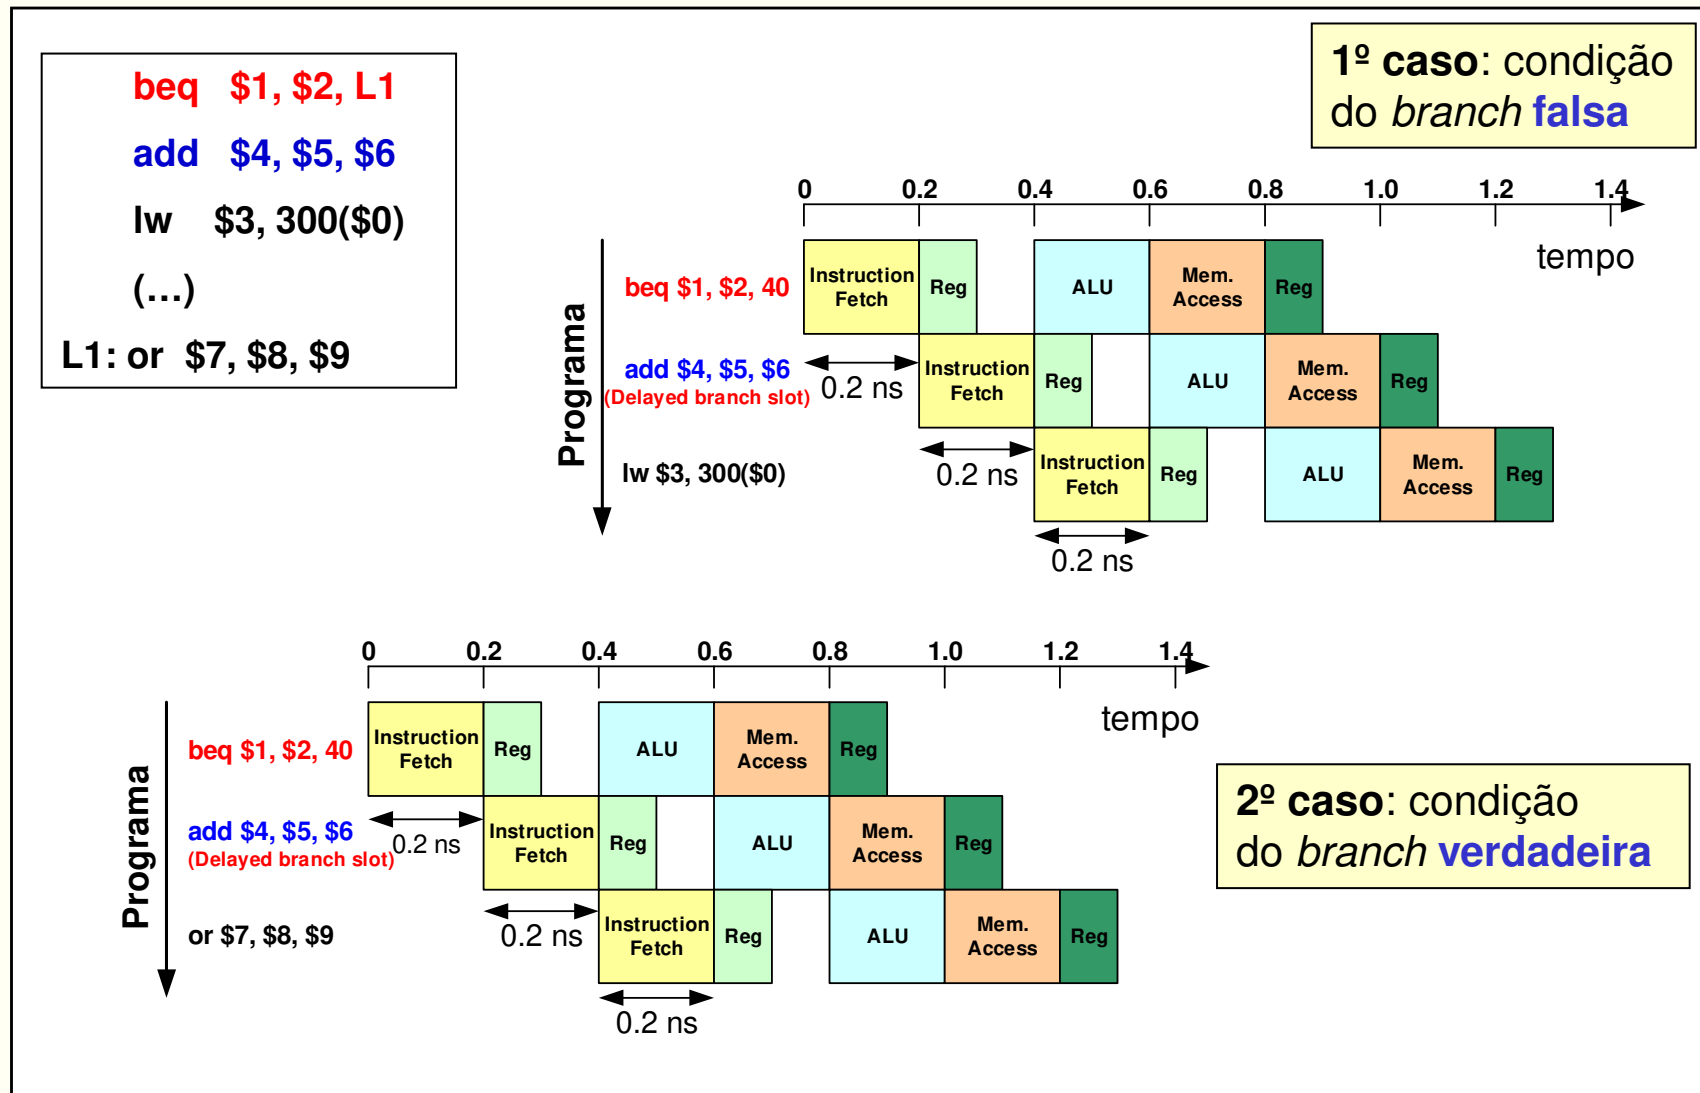 beq $1, $2, L1
add $4, $5, $6
lw $3, 300($0)
(...)
L1: or $7, $8, $9
1º caso: condição
do branch falsa
0 0.2 0.4 0.6 0.8 1.0 1.2 1.4
tempo
Programa
beq $1, $2, 40
Instruction
Fetch
Reg
ALU
Mem.
Access
Reg
0.2 ns
add $4, $5, $6
(Delayed branch slot)
Instruction
Fetch
Reg
ALU
Mem.
Access
Reg
0.2 ns
lw $3, 300($0)
Instruction
Fetch
Reg
ALU
Mem.
Access
Reg
0.2 ns
0 0.2 0.4 0.6 0.8 1.0 1.2 1.4
tempo
Programa
beq $1, $2, 40
Instruction
Fetch
Reg
ALU
Mem.
Access
Reg
0.2 ns
add $4, $5, $6
(Delayed branch slot)
Instruction
Fetch
Reg
ALU
Mem.
Access
Reg
0.2 ns
or $7, $8, $9
Instruction
Fetch
Reg
ALU
Mem.
Access
Reg
0.2 ns
2º caso: condição
do branch verdadeira